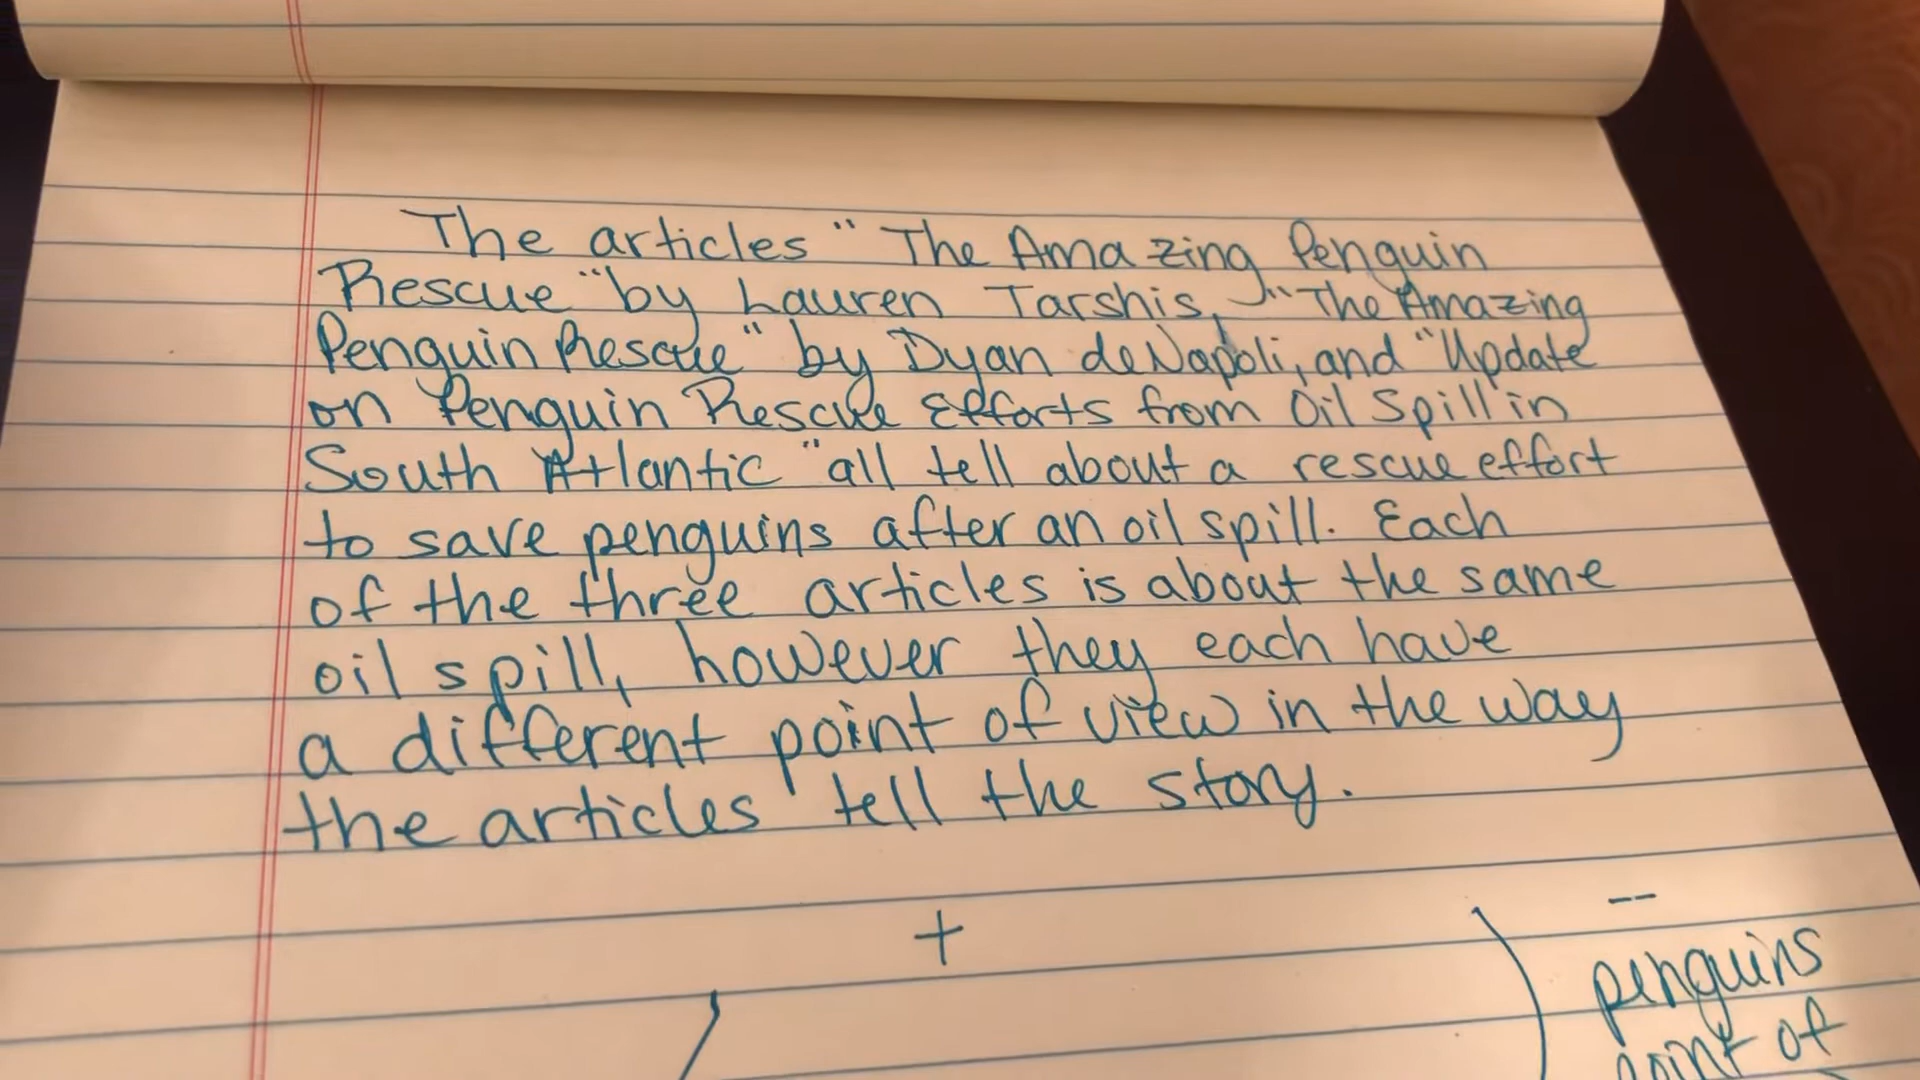 The articles "The Amazing Penguin
Rescue" by Lauren Tarshis, "The Amazing
Penguin Rescue" by Dyan deNapoli, and "Update
on Penguin Rescue Efforts from Oil Spill in
South Atlantic" all tell about a rescue effort
to save penguins after an oil spill. Each
of the three articles is about the same
oil spill, however they each have
a different point of view in the way
the articles tell the story.
+
--
penguins
point of